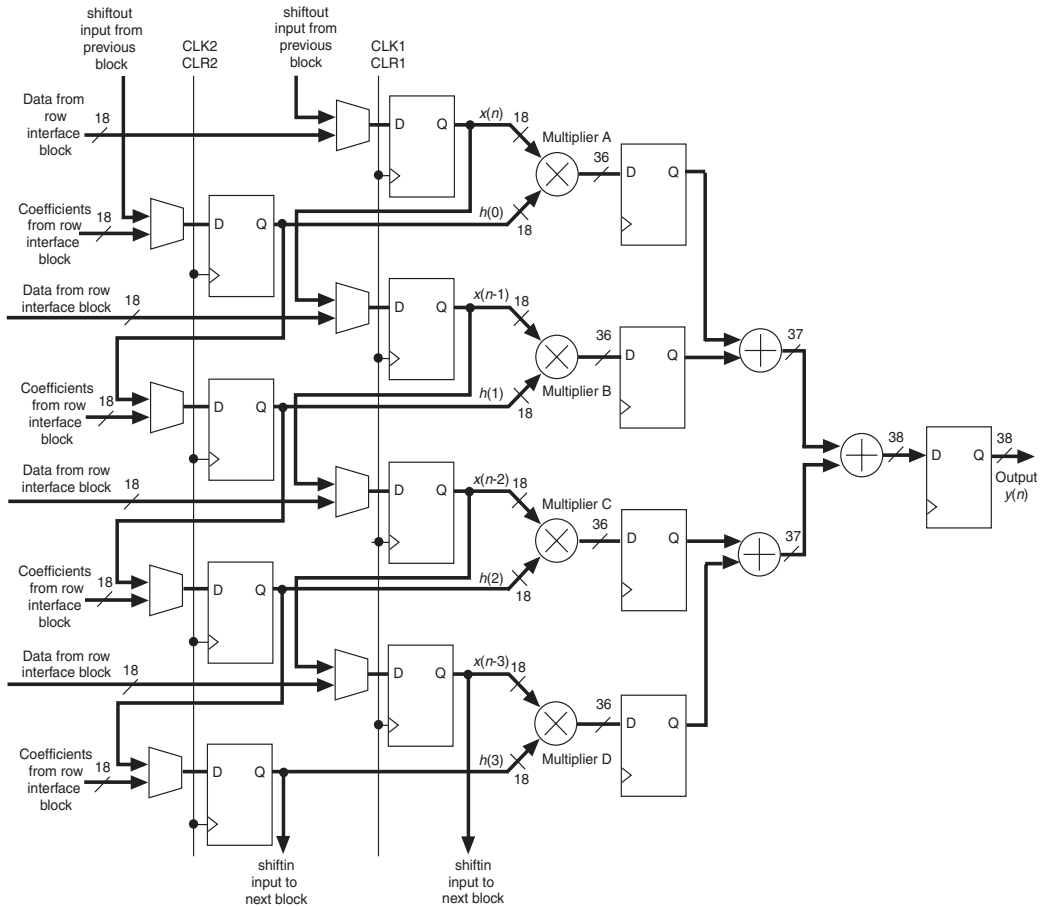 shiftout
input from
previous
block
CLK2
CLR2
shiftout
input from
previous
block
CLK1
CLR1
Data from
row
interface
block
18
D
Q
x(n)
18
Multiplier A
36
D
Q
Coefficients
from row
interface
block
18
D
Q
h(0)
18
Data from row
interface block
18
D
Q
x(n-1)
18
36
D
Q
37
Multiplier B
Coefficients
from row
interface
block
18
D
Q
h(1)
18
38
D
Q
38
Output
y(n)
Data from row
interface block
18
D
Q
x(n-2)
18
Multiplier C
36
D
Q
37
Coefficients
from row
interface
block
18
D
Q
h(2)
18
Data from row
interface block
18
D
Q
x(n-3)
18
36
D
Q
Multiplier D
Coefficients
from row
interface
block
18
D
Q
h(3)
18
shiftin
input to
next block
shiftin
input to
next block